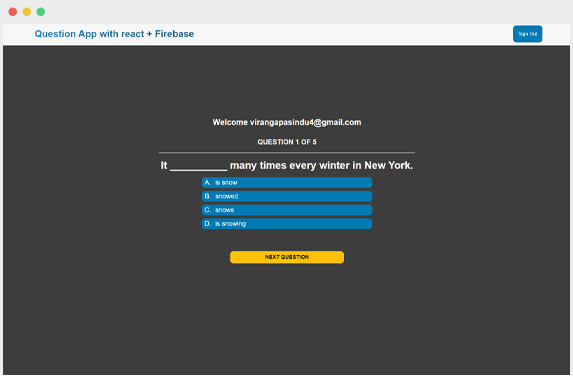 Question App with react + Firebase
Sign Out
Welcome virangapasindu4@gmail.com
QUESTION 1 OF 5
It __________ many times every winter in New York.
A. is snow
B. snowed
C. snows
D. is snowing
NEXT QUESTION